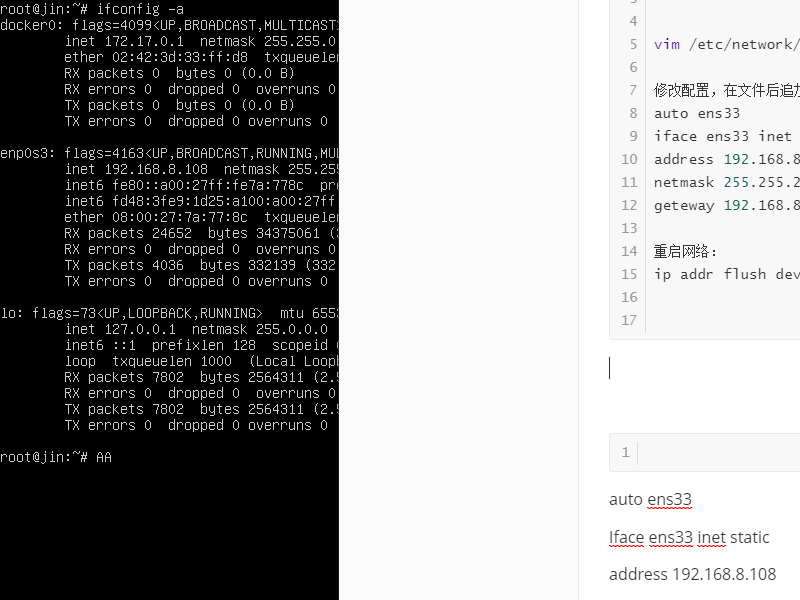 root@jin:~# ifconfig -a
docker0: flags=4099<UP,BROADCAST,MULTICAST>
inet 172.17.0.1 netmask 255.255.0
ether 02:42:3d:33:ff:d8 txqueuelen
RX packets 0 bytes 0 (0.0 B)
RX errors 0 dropped 0 overruns 0
TX packets 0 bytes 0 (0.0 B)
TX errors 0 dropped 0 overruns 0
enp0s3: flags=4163<UP,BROADCAST,RUNNING,MUL
inet 192.168.8.108 netmask 255.255
inet6 fe80::a00:27ff:fe7a:778c pre
inet6 fd48:3fe9:1d25:a100:a00:27ff
ether 08:00:27:7a:77:8c txqueuelen
RX packets 24652 bytes 34375061 (3
RX errors 0 dropped 0 overruns 0
TX packets 4036 bytes 332139 (332
TX errors 0 dropped 0 overruns 0
lo: flags=73<UP,LOOPBACK,RUNNING> mtu 6553
inet 127.0.0.1 netmask 255.0.0.0
inet6 ::1 prefixlen 128 scopeid
loop txqueuelen 1000 (Local Loop
RX packets 7802 bytes 2564311 (2.5
RX errors 0 dropped 0 overruns 0
TX packets 7802 bytes 2564311 (2.5
TX errors 0 dropped 0 overruns 0
root@jin:~# AA
4
5 vim /etc/network/
6
7 修改配置，在文件后追加
8 auto ens33
9 iface ens33 inet
10 address 192.168.8
11 netmask 255.255.2
12 geteway 192.168.8
13
14 重启网络：
15 ip addr flush dev
16
17
1
auto ens33
Iface ens33 inet static
address 192.168.8.108